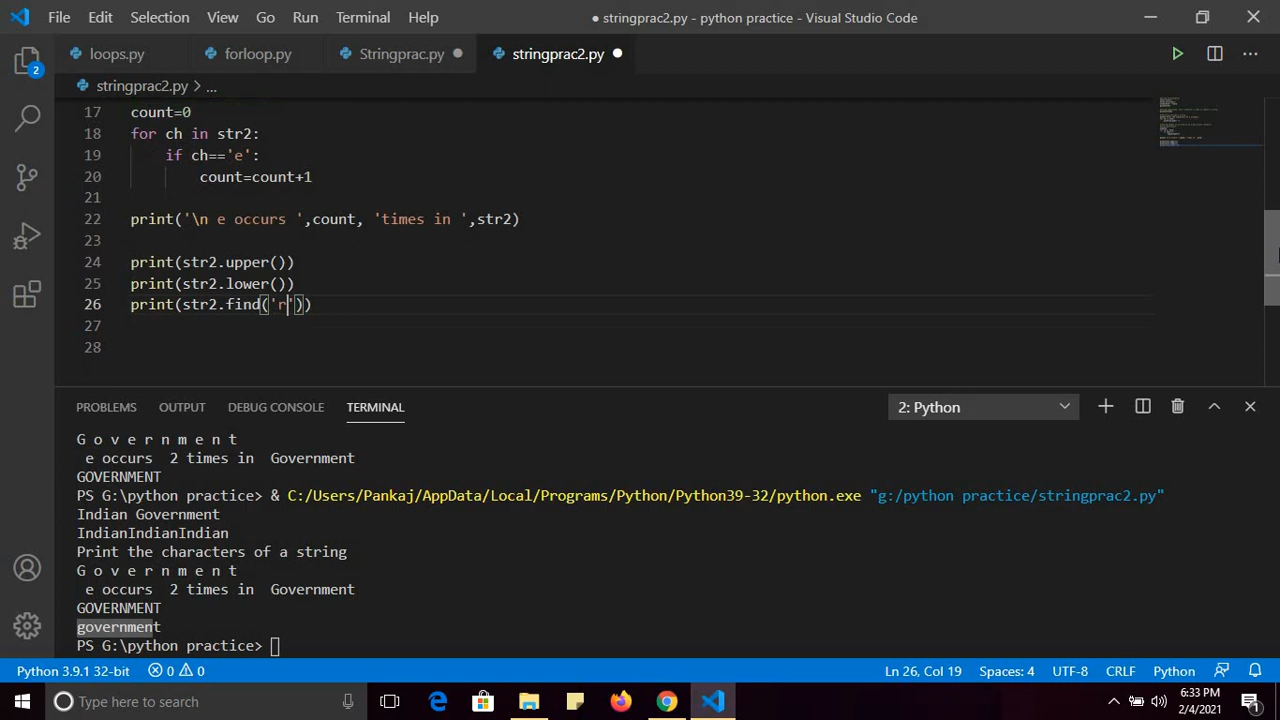 File Edit Selection View Go Run Terminal Help ● stringprac2.py - python practice - Visual Studio Code
loops.py forloop.py Stringprac.py stringprac2.py
stringprac2.py > ...
17 count=0
18 for ch in str2:
19 if ch=='e':
20 count=count+1
21
22 print('\n e occurs ',count, 'times in ',str2)
23
24 print(str2.upper())
25 print(str2.lower())
26 print(str2.find('r'))
27
28
2
PROBLEMS OUTPUT DEBUG CONSOLE TERMINAL 2: Python
G o v e r n m e n t
e occurs  2 times in  Government
GOVERNMENT
PS G:\python practice> & C:/Users/Pankaj/AppData/Local/Programs/Python/Python39-32/python.exe "g:/python practice/stringprac2.py"
Indian Government
IndianIndianIndian
Print the characters of a string
G o v e r n m e n t
e occurs  2 times in  Government
GOVERNMENT
government
PS G:\python practice>
Python 3.9.1 32-bit 0 0 Ln 26, Col 19 Spaces: 4 UTF-8 CRLF Python
Type here to search 6:33 PM
2/4/2021 1